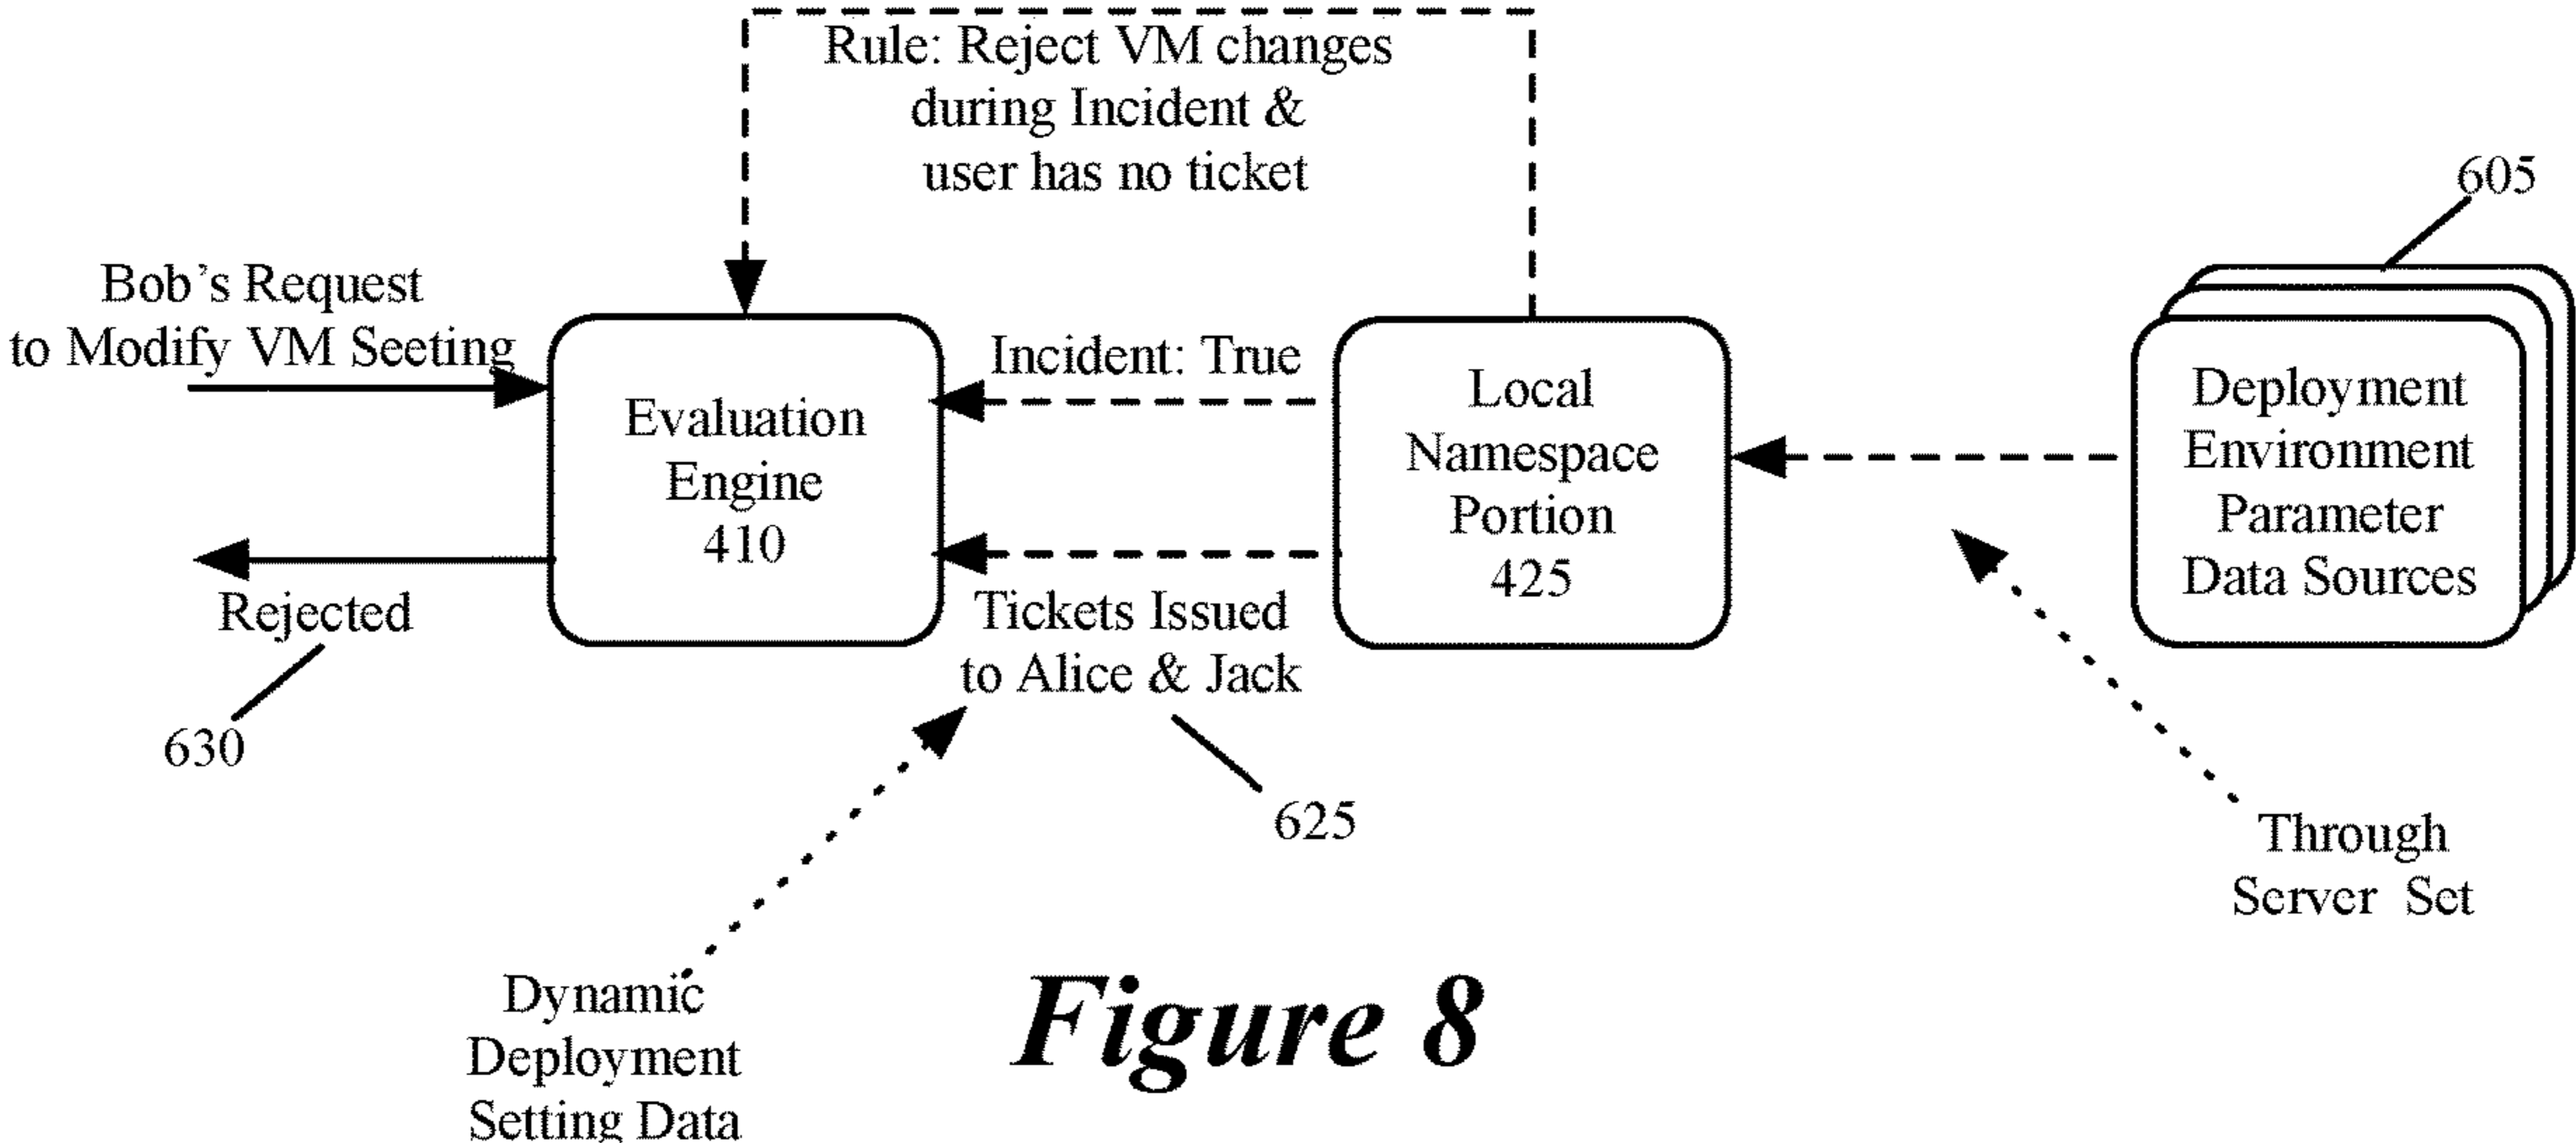 Rule: Reject VM changes
during Incident &
user has no ticket
605
Bob's Request
to Modify VM Seeting
Incident: True
Evaluation
Engine
410
Local
Namespace
Portion
425
Deployment
Environment
Parameter
Data Sources
Rejected
630
Tickets Issued
to Alice & Jack
625
Through
Server Set
Dynamic
Deployment
Setting Data
Figure 8